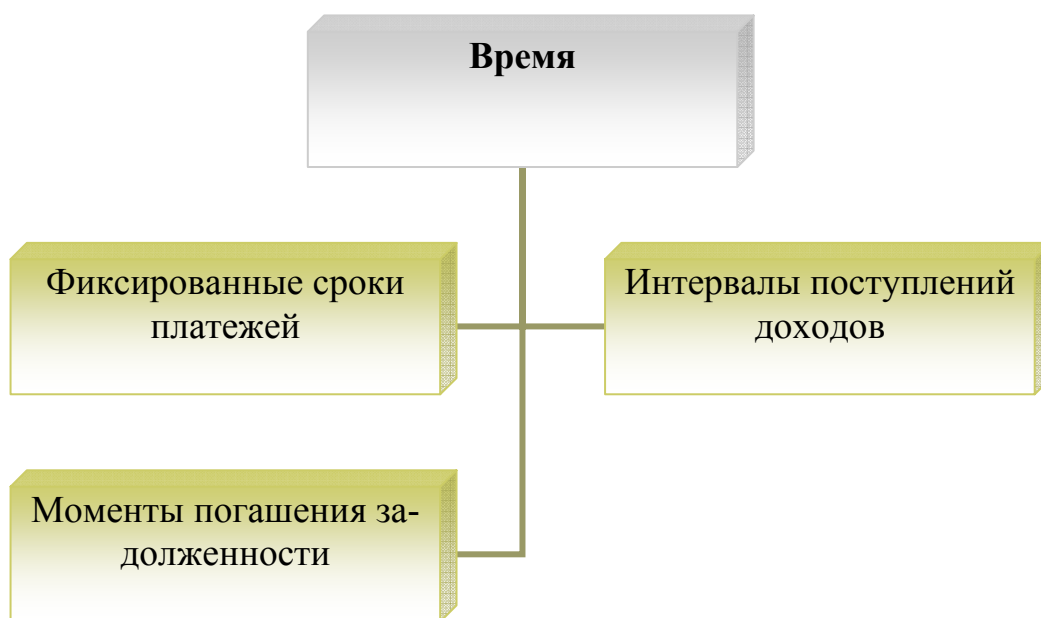 Время
Фиксированные сроки
платежей
Интервалы поступлений
доходов
Моменты погашения за-
долженности